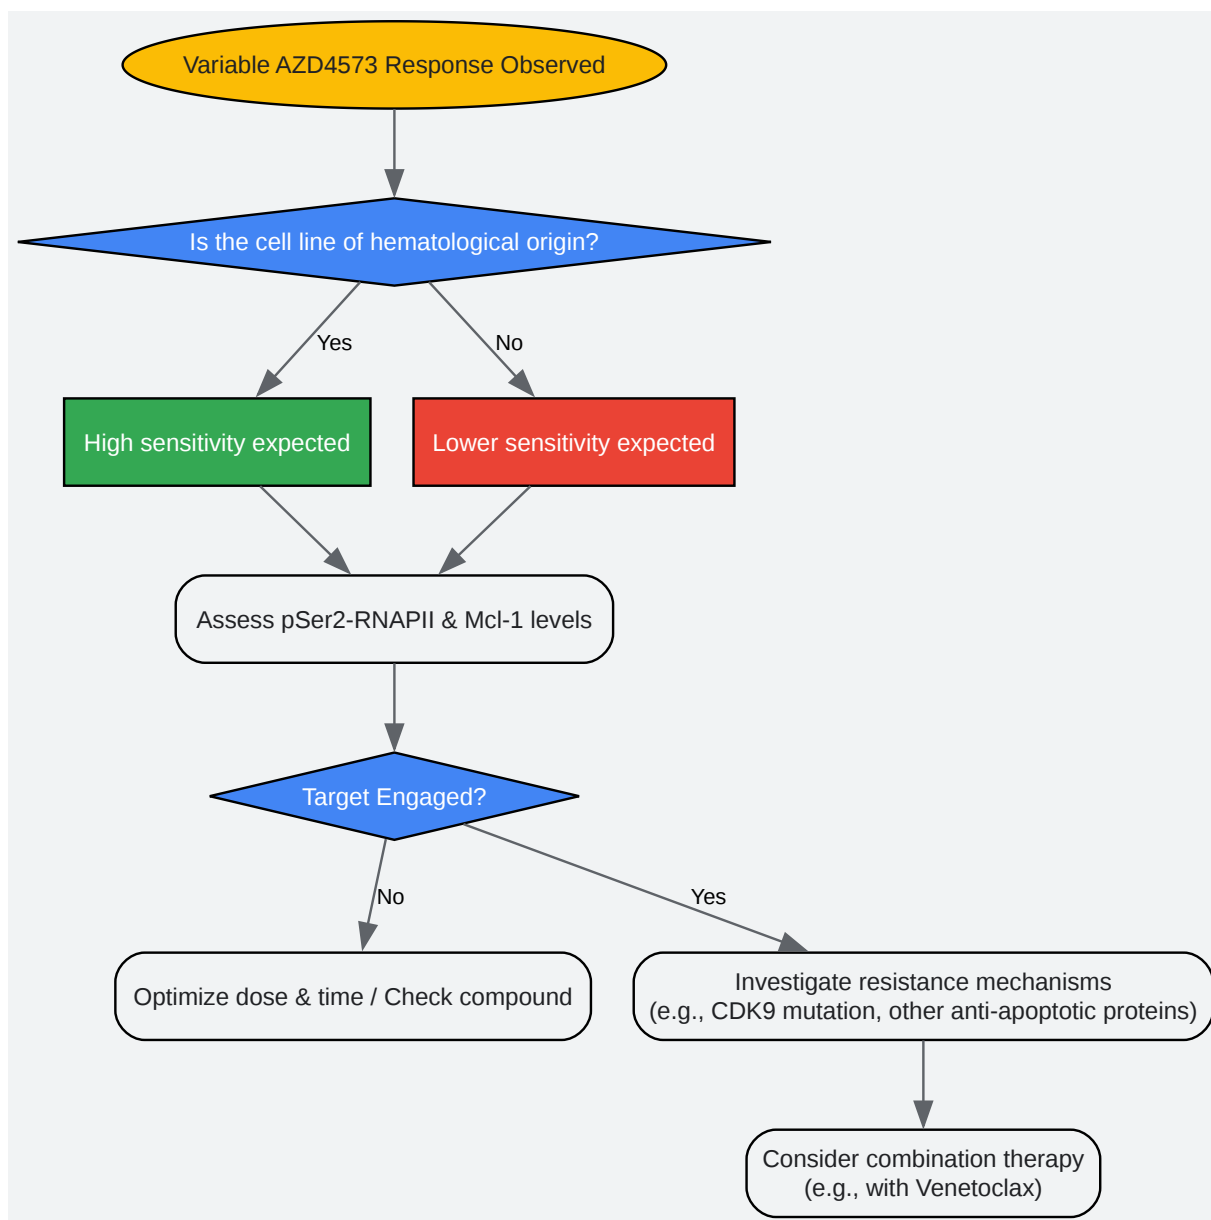 Variable AZD4573 Response Observed
Is the cell line of hematological origin?
Yes
No
High sensitivity expected
Lower sensitivity expected
Assess pSer2-RNAPII & Mcl-1 levels
Target Engaged?
No
Yes
Optimize dose & time / Check compound
Investigate resistance mechanisms
(e.g., CDK9 mutation, other anti-apoptotic proteins)
Consider combination therapy
(e.g., with Venetoclax)